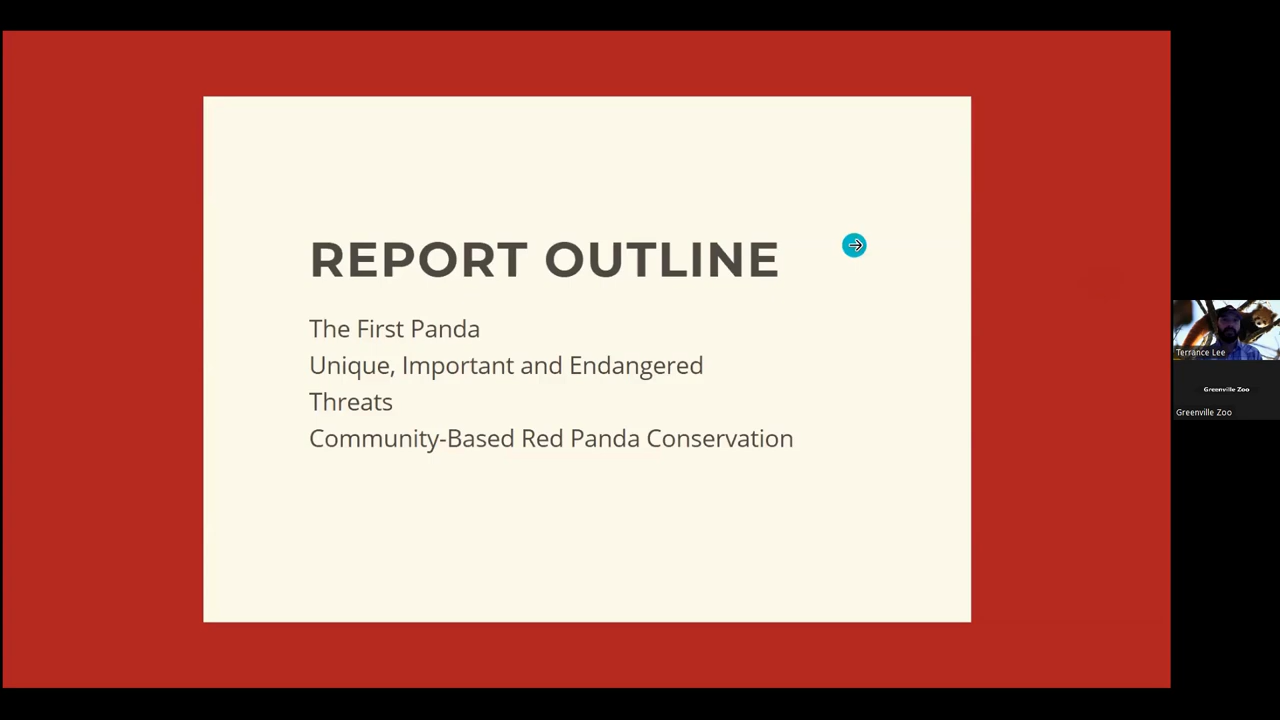 REPORT OUTLINE
The First Panda
Unique, Important and Endangered
Threats
Community-Based Red Panda Conservation
Terrance Lee
Greenville Zoo
Greenville Zoo